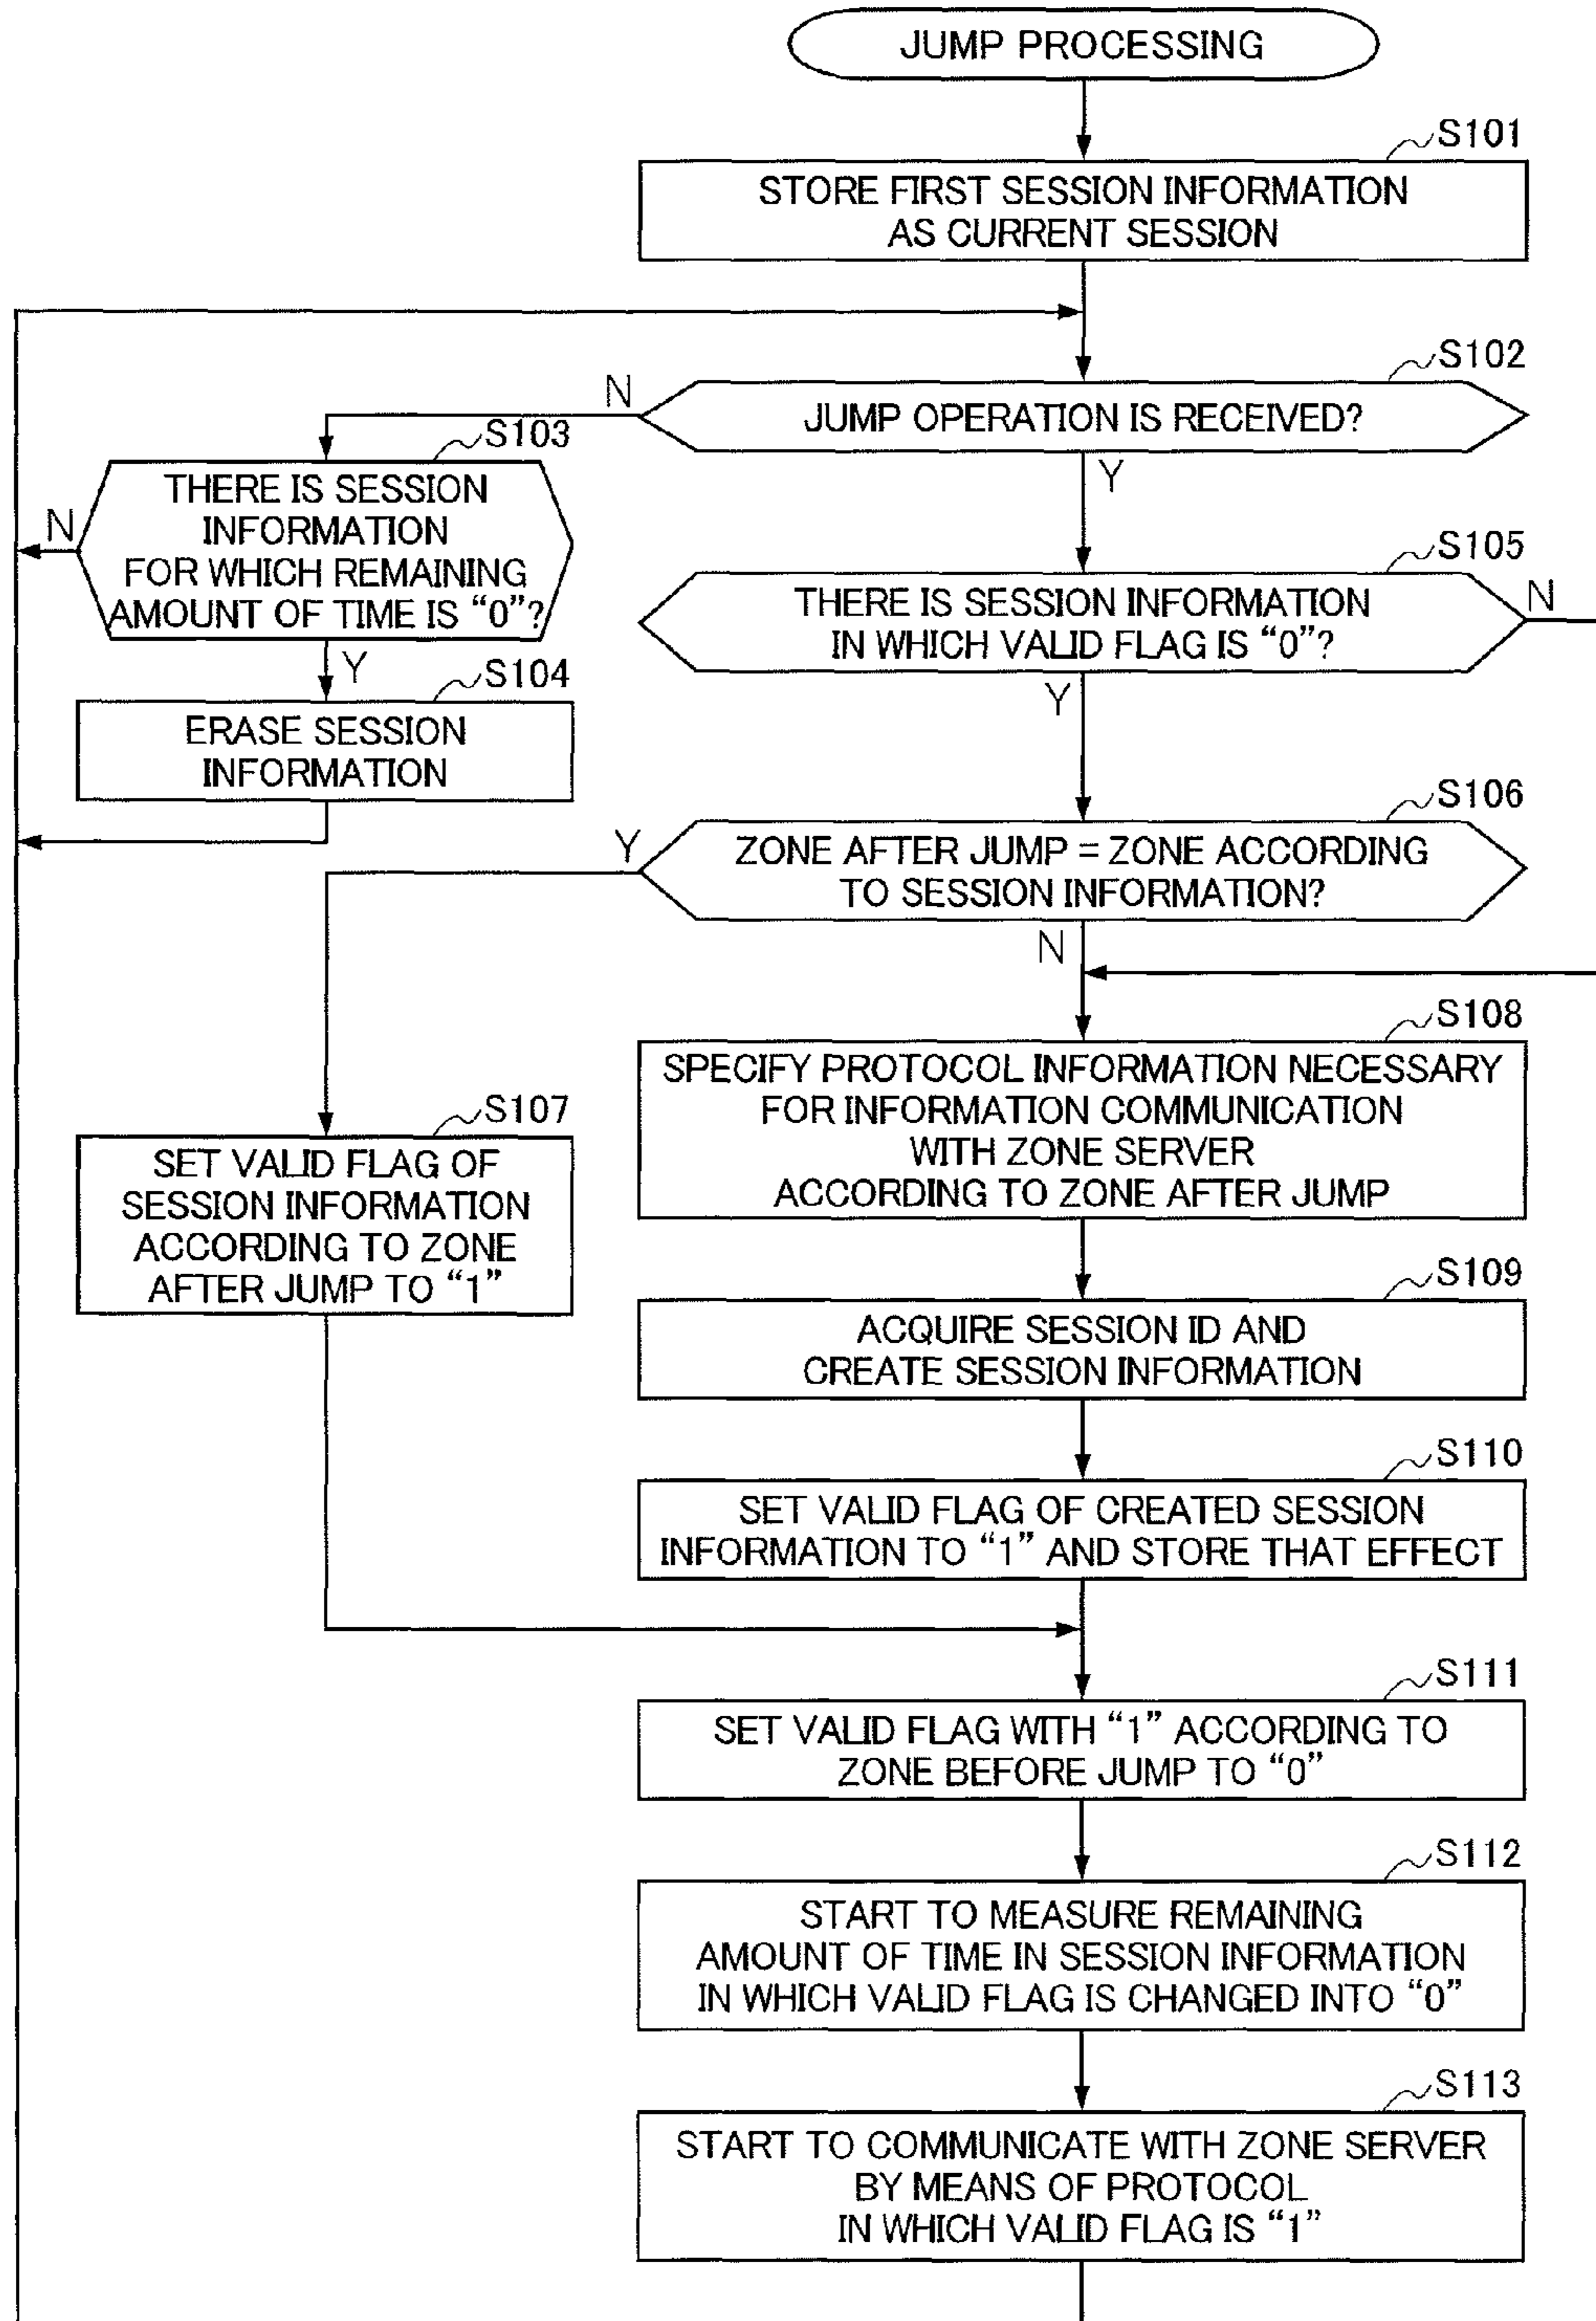 JUMP PROCESSING
S101
STORE FIRST SESSION INFORMATION
AS CURRENT SESSION
S102
N
JUMP OPERATION IS RECEIVED?
Y
S103
THERE IS SESSION
INFORMATION
FOR WHICH REMAINING
AMOUNT OF TIME IS “0”?
N
Y
S104
ERASE SESSION
INFORMATION
S105
THERE IS SESSION INFORMATION
IN WHICH VALID FLAG IS “0”?
N
Y
S106
Y
ZONE AFTER JUMP = ZONE ACCORDING
TO SESSION INFORMATION?
N
S107
SET VALID FLAG OF
SESSION INFORMATION
ACCORDING TO ZONE
AFTER JUMP TO “1”
S108
SPECIFY PROTOCOL INFORMATION NECESSARY
FOR INFORMATION COMMUNICATION
WITH ZONE SERVER
ACCORDING TO ZONE AFTER JUMP
S109
ACQUIRE SESSION ID AND
CREATE SESSION INFORMATION
S110
SET VALID FLAG OF CREATED SESSION
INFORMATION TO “1” AND STORE THAT EFFECT
S111
SET VALID FLAG WITH “1” ACCORDING TO
ZONE BEFORE JUMP TO “0”
S112
START TO MEASURE REMAINING
AMOUNT OF TIME IN SESSION INFORMATION
IN WHICH VALID FLAG IS CHANGED INTO “0”
S113
START TO COMMUNICATE WITH ZONE SERVER
BY MEANS OF PROTOCOL
IN WHICH VALID FLAG IS “1”